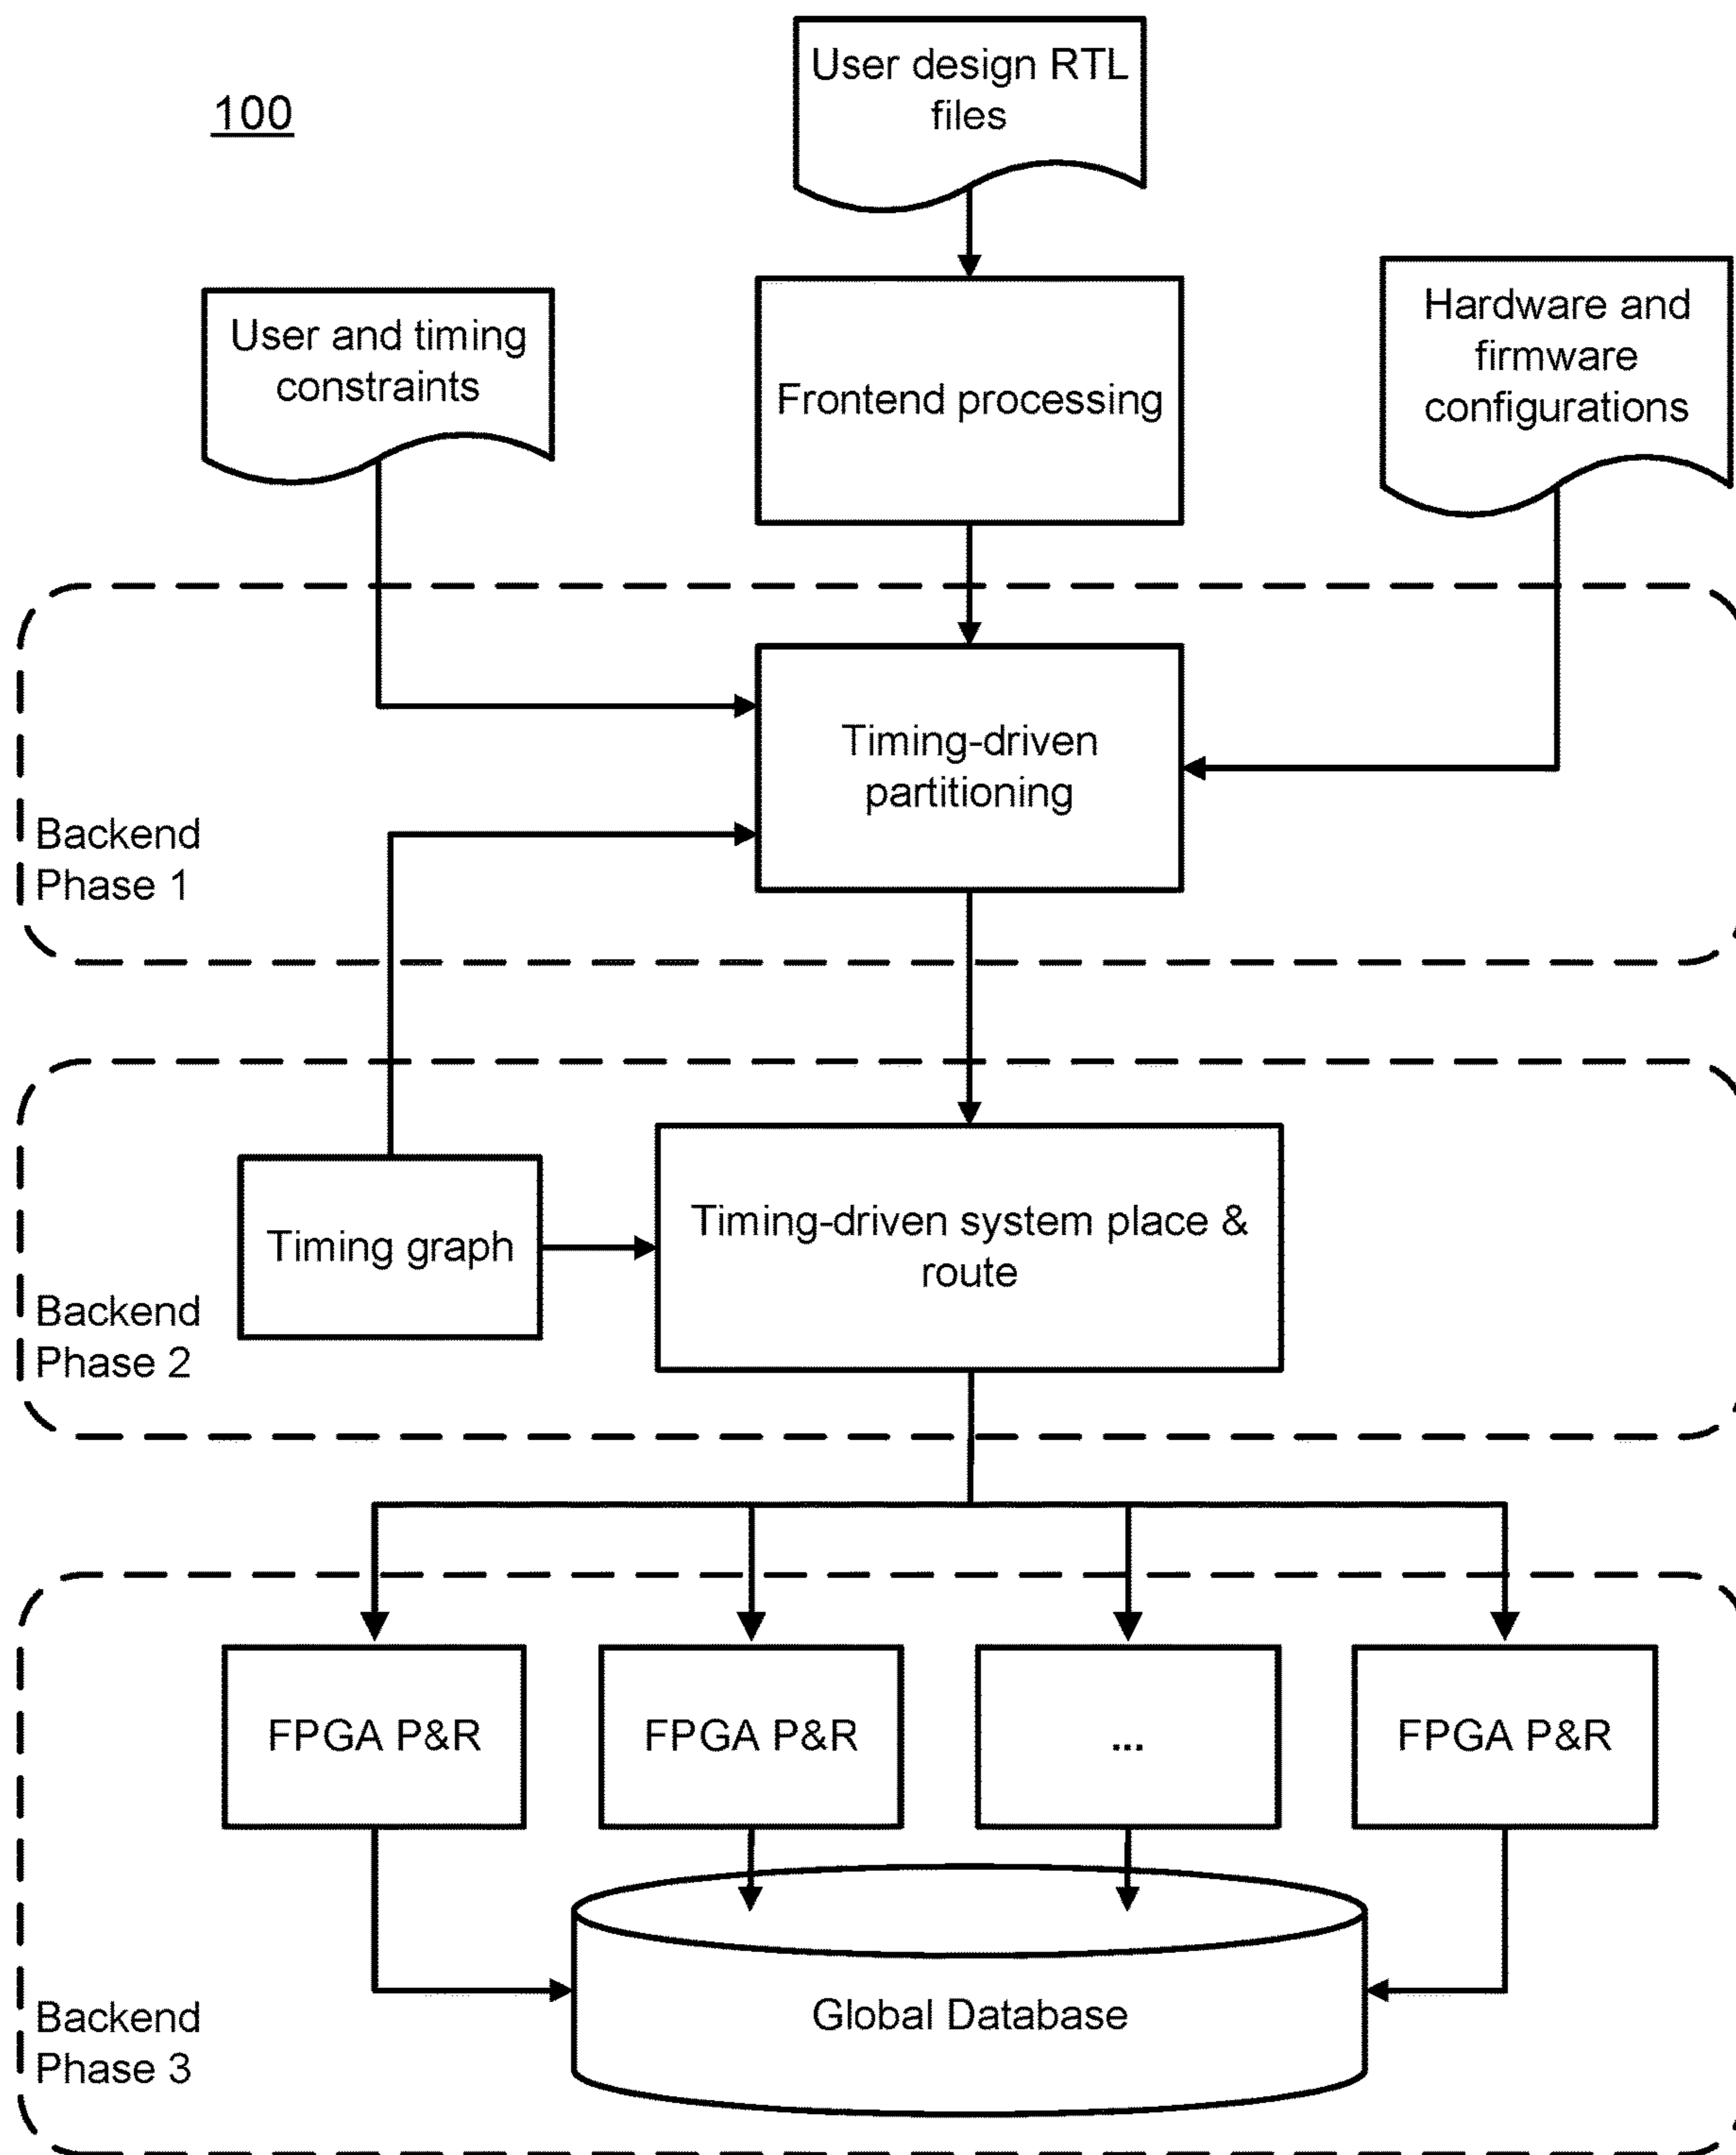 100
User design RTL
files
User and timing
constraints
Frontend processing
Hardware and
firmware
configurations
Timing-driven
partitioning
Backend
Phase 1
Timing graph
Timing-driven system place &
route
Backend
Phase 2
FPGA P&R
FPGA P&R
...
FPGA P&R
Global Database
Backend
Phase 3